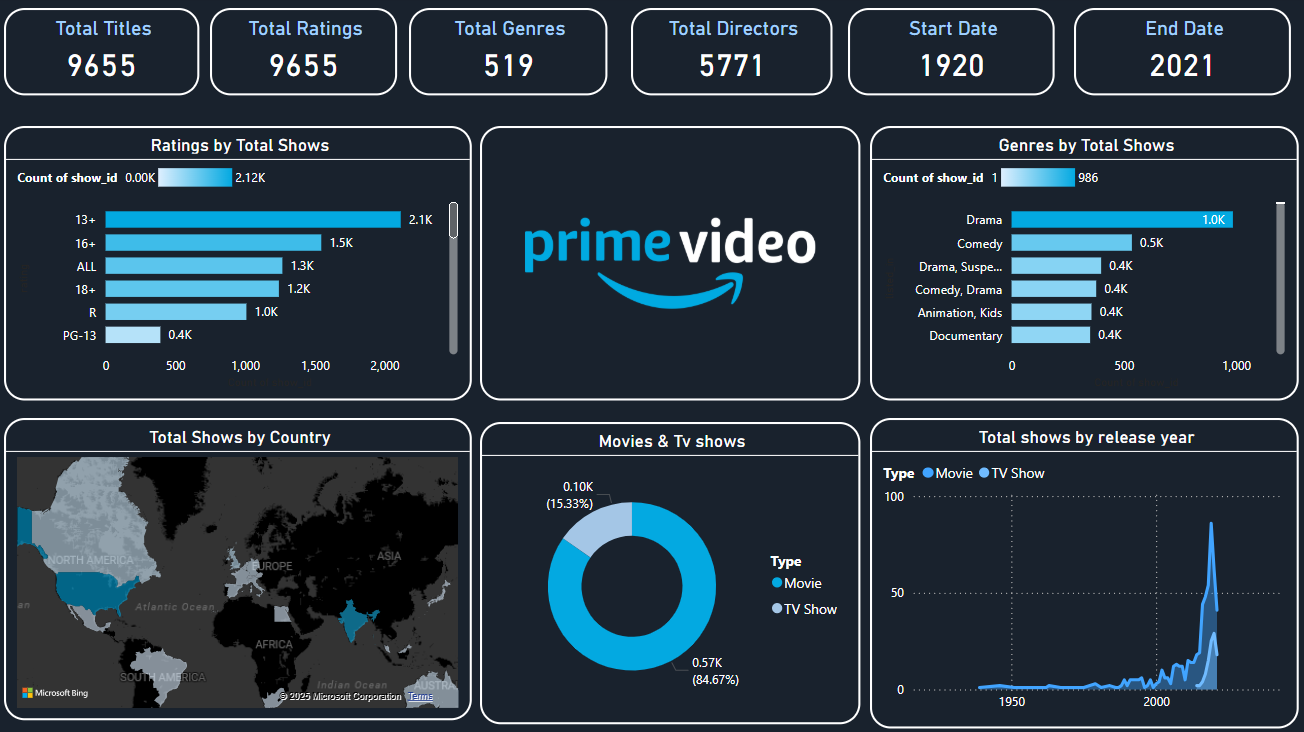 Total Titles
9655
Total Ratings
9655
Total Genres
519
Total Directors
5771
Start Date
1920
End Date
2021
Ratings by Total Shows
Count of show_id 0.00K 2.12K
13+ 2.1K
16+ 1.5K
ALL 1.3K
18+ 1.2K
R 1.0K
PG-13 0.4K
0 500 1,000 1,500 2,000
prime video
Genres by Total Shows
Count of show_id 1 986
Drama 1.0K
Comedy 0.5K
Drama, Suspe... 0.4K
Comedy, Drama 0.4K
Animation, Kids 0.4K
Documentary 0.4K
0 500 1,000
Total Shows by Country
NORTH AMERICA
EUROPE
ASIA
an
Atlantic Ocean
AFRICA
SOUTH AMERICA
Indian Ocean
AUSTRA
Microsoft Bing
© 2025 Microsoft Corporation Terms
Movies & Tv shows
0.10K
(15.33%)
Type
Movie
TV Show
0.57K
(84.67%)
Total shows by release year
Type Movie TV Show
100
50
0
1950 2000